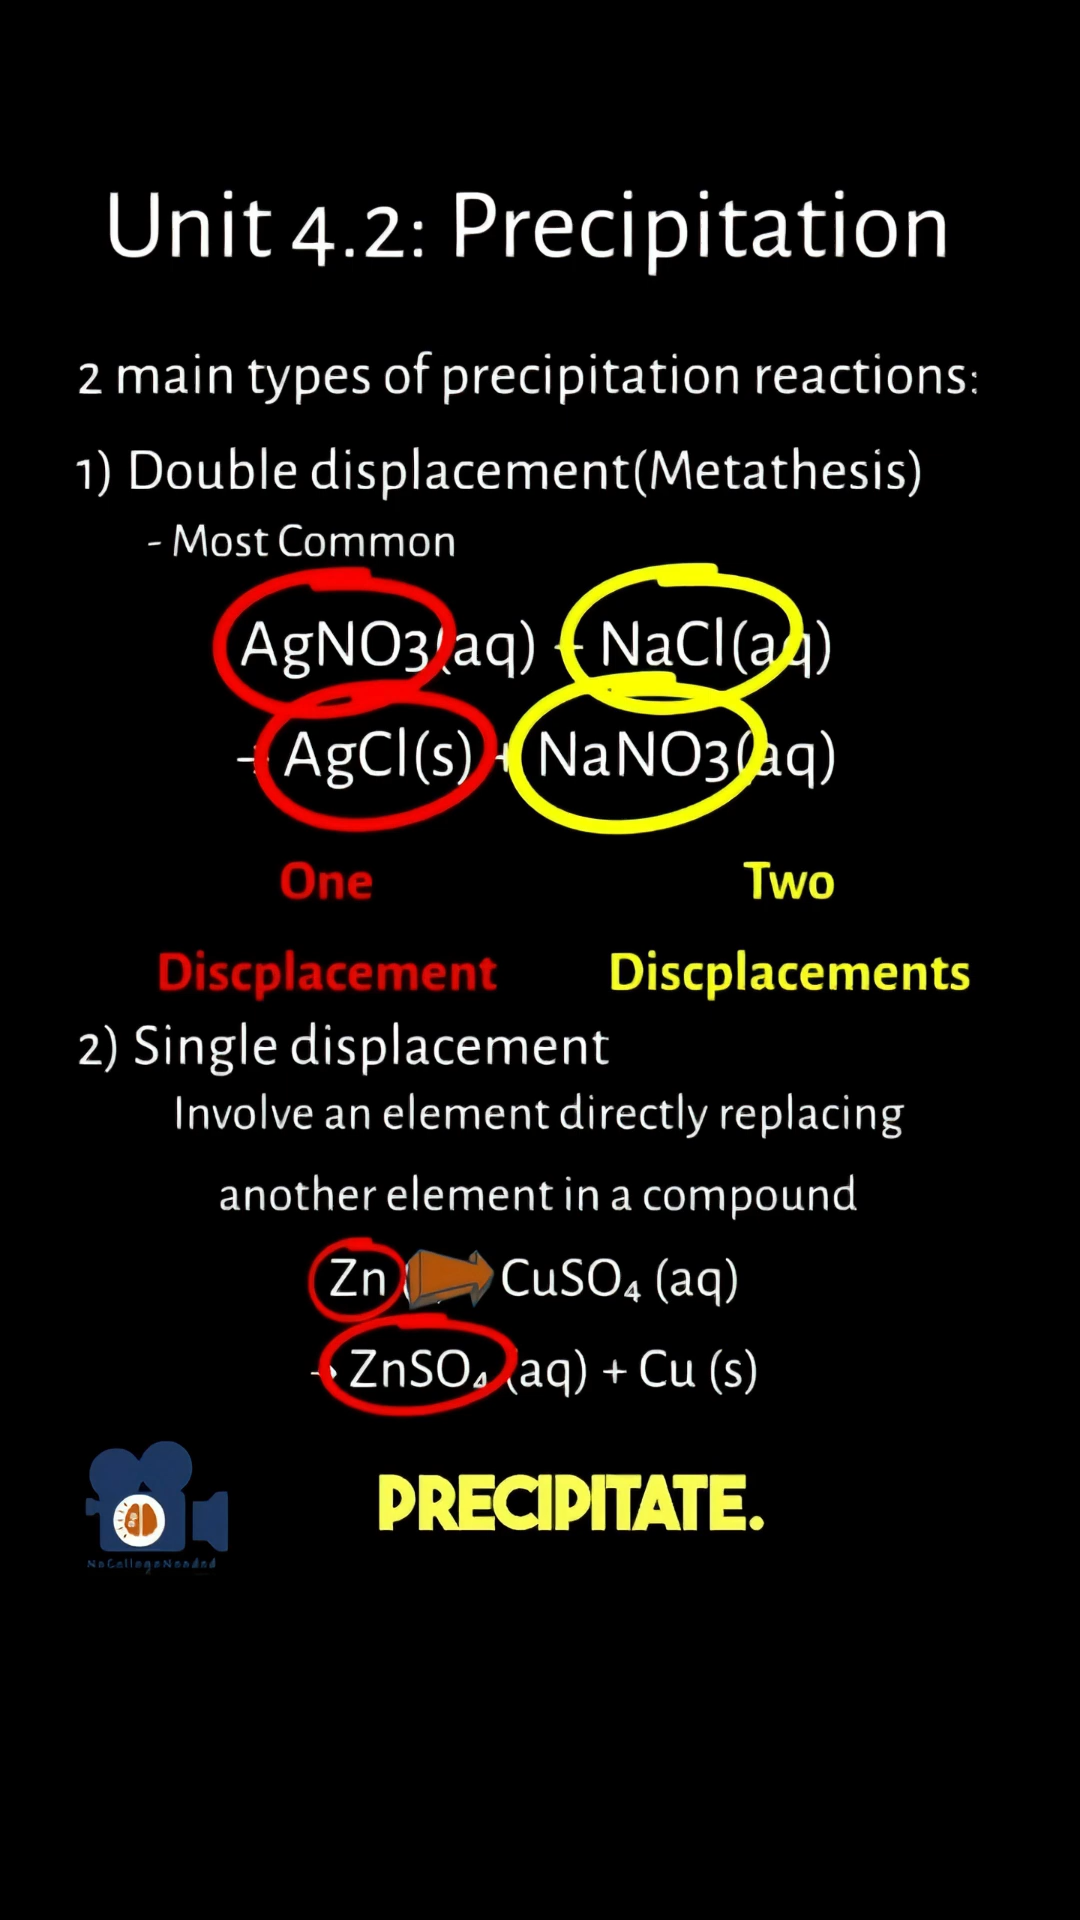 Unit 4.2: Precipitation
2 main types of precipitation reactions:
1) Double displacement(Metathesis)
- Most Common
AgNO3(aq) + NaCl(aq)
→ AgCl(s) + NaNO3(aq)
One
Two
Discplacement
Discplacements
2) Single displacement
Involve an element directly replacing
another element in a compound
Zn ( CuSO₄ (aq)
→ ZnSO₄ (aq) + Cu (s)
PRECIPITATE.
NoCollegeNeeded